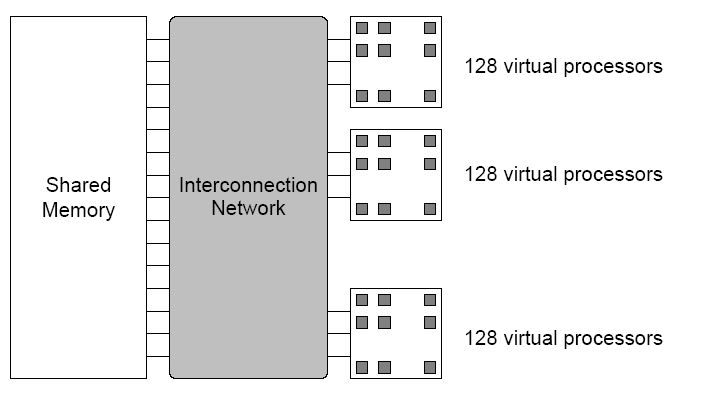 128 virtual processors
Shared
Memory
Interconnection
Network
128 virtual processors
128 virtual processors